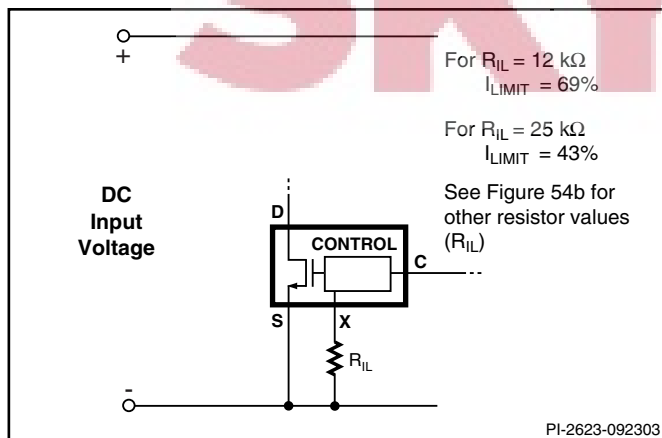 SKY
+
For R_IL = 12 kΩ
I_LIMIT = 69%
For R_IL = 25 kΩ
I_LIMIT = 43%
See Figure 54b for
other resistor values
(R_IL)
DC
Input
Voltage
D
CONTROL
C
S
X
R_IL
-
PI-2623-092303